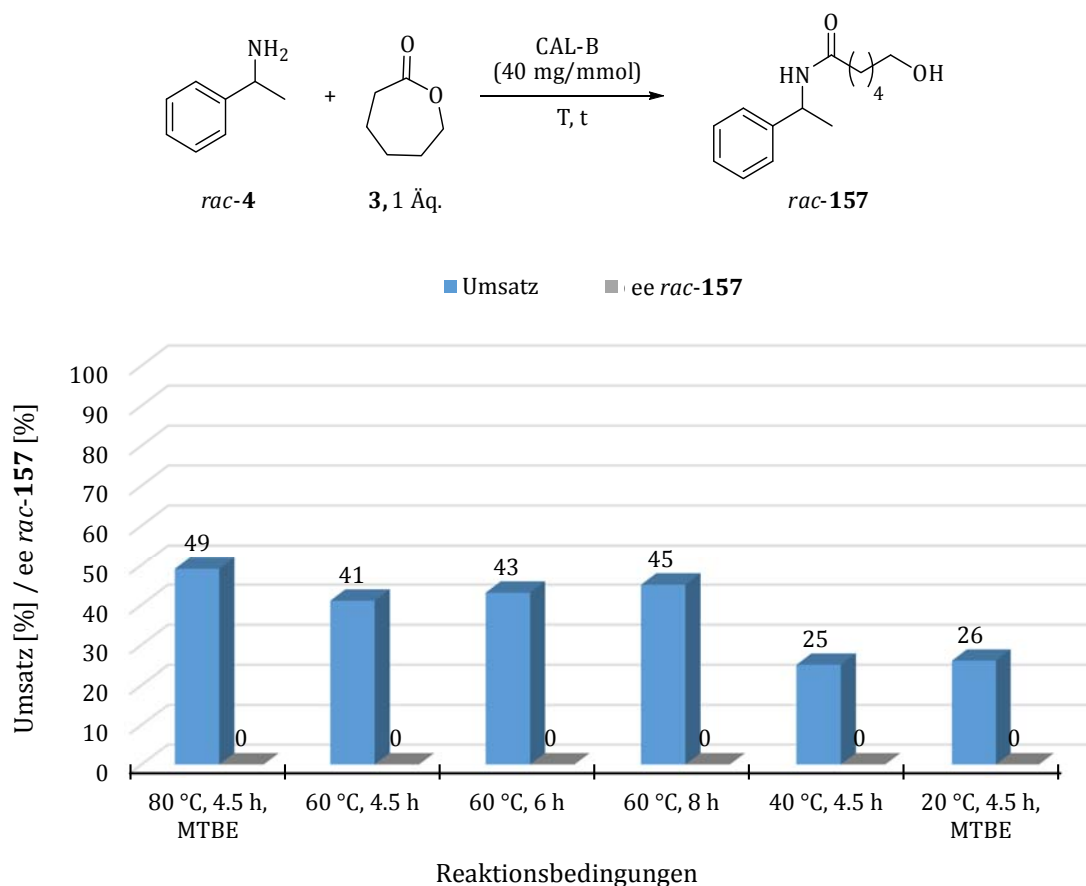 NH2
+
O
O
CAL-B
(40 mg/mmol)
T, t
O
HN
4
OH
rac-4
3, 1 Äq.
rac-157
Umsatz
ee rac-157
Umsatz [%] / ee rac-157 [%]
100
90
80
70
60
50
40
30
20
10
0
49
0
41
0
43
0
45
0
25
0
26
0
80 °C, 4.5 h,
MTBE
60 °C, 4.5 h
60 °C, 6 h
60 °C, 8 h
40 °C, 4.5 h
20 °C, 4.5 h,
MTBE
Reaktionsbedingungen